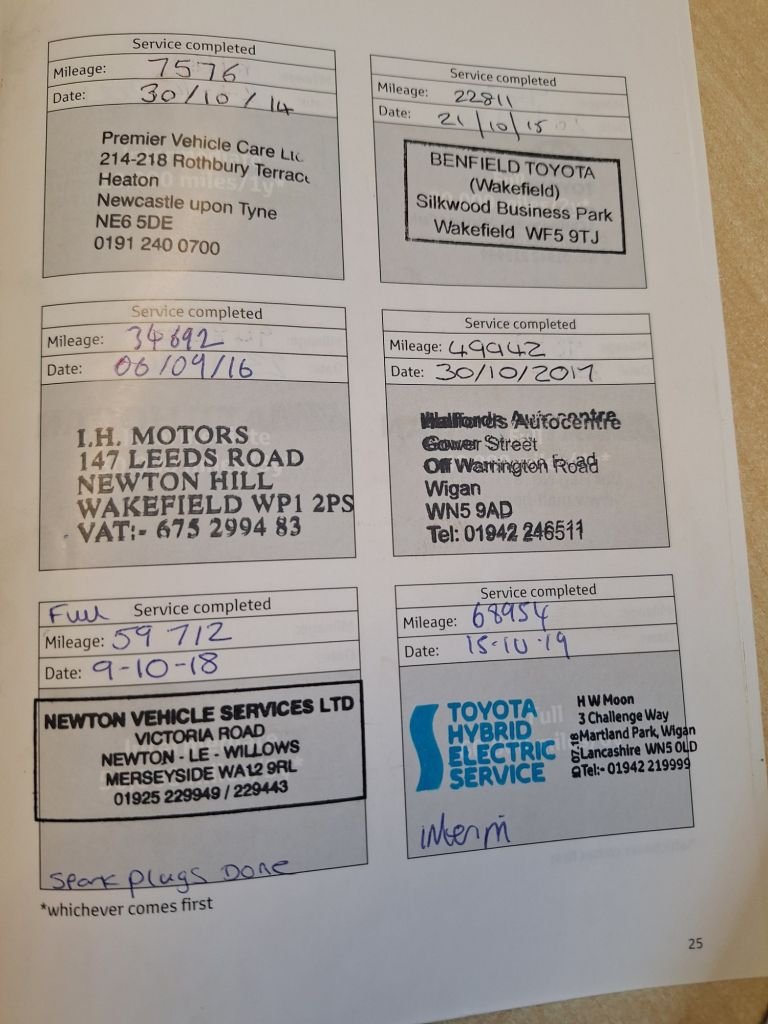 Service completed
Mileage: 7576
Date: 30/10/14
Premier Vehicle Care Ltd
214-218 Rothbury Terrace
Heaton
Newcastle upon Tyne
NE6 5DE
0191 240 0700
Service completed
Mileage: 22811
Date: 21/10/15
BENFIELD TOYOTA
(Wakefield)
Silkwood Business Park
Wakefield WF5 9TJ
Service completed
Mileage: 34692
Date: 06/09/16
I.H. MOTORS
147 LEEDS ROAD
NEWTON HILL
WAKEFIELD WP1 2PS
VAT:- 675 2994 83
Service completed
Mileage: 49942
Date: 30/10/2017
Halfords Autocentre
Gower Street
Off Warrington Road
Wigan
WN5 9AD
Tel: 01942 246511
Full Service completed
Mileage: 59 712
Date: 9-10-18
NEWTON VEHICLE SERVICES LTD
VICTORIA ROAD
NEWTON - LE - WILLOWS
MERSEYSIDE WA12 9RL
01925 229949 / 229443
Spark plugs Done
Service completed
Mileage: 68954
Date: 15-10-19
TOYOTA
HYBRID
ELECTRIC
SERVICE
H W Moon
3 Challenge Way
Martland Park, Wigan
Lancashire WN5 0LD
Tel:- 01942 219999
interim
*whichever comes first
25